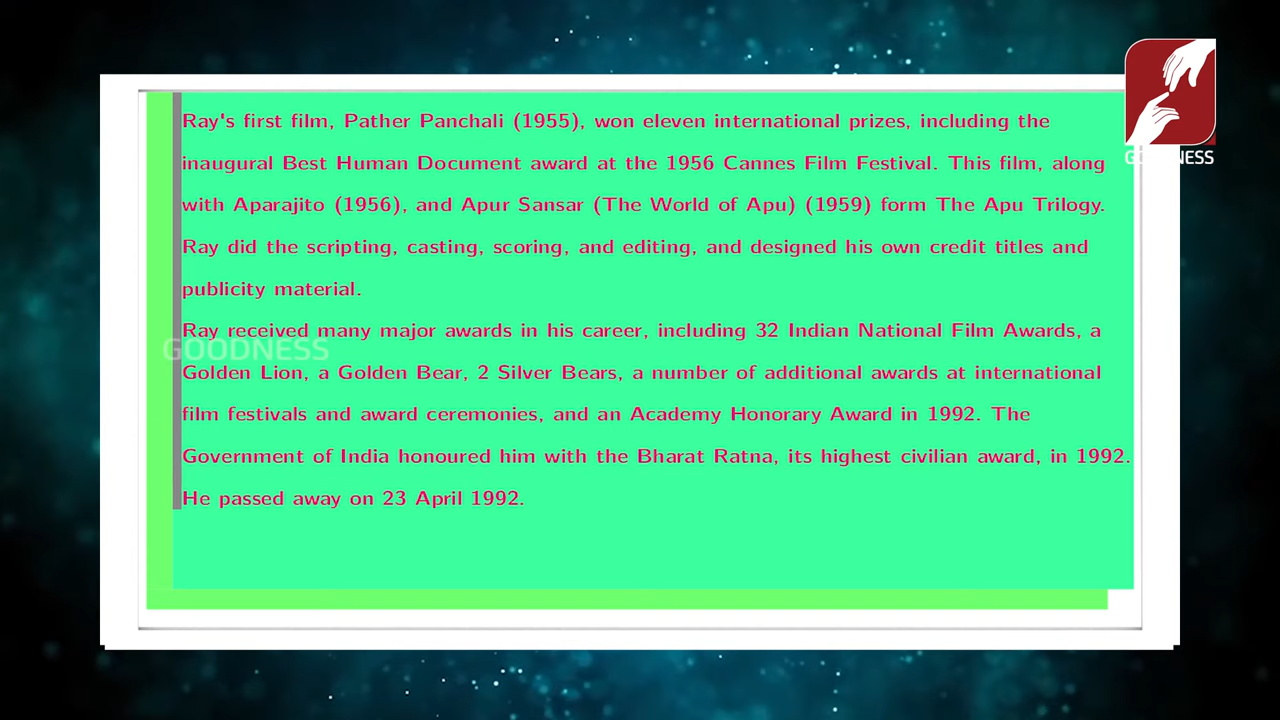 Ray's first film, Pather Panchali (1955), won eleven international prizes, including the
inaugural Best Human Document award at the 1956 Cannes Film Festival. This film, along
with Aparajito (1956), and Apur Sansar (The World of Apu) (1959) form The Apu Trilogy.
Ray did the scripting, casting, scoring, and editing, and designed his own credit titles and
publicity material.
Ray received many major awards in his career, including 32 Indian National Film Awards, a
Golden Lion, a Golden Bear, 2 Silver Bears, a number of additional awards at international
film festivals and award ceremonies, and an Academy Honorary Award in 1992. The
Government of India honoured him with the Bharat Ratna, its highest civilian award, in 1992.
He passed away on 23 April 1992.
GOODNESS
GOODNESS